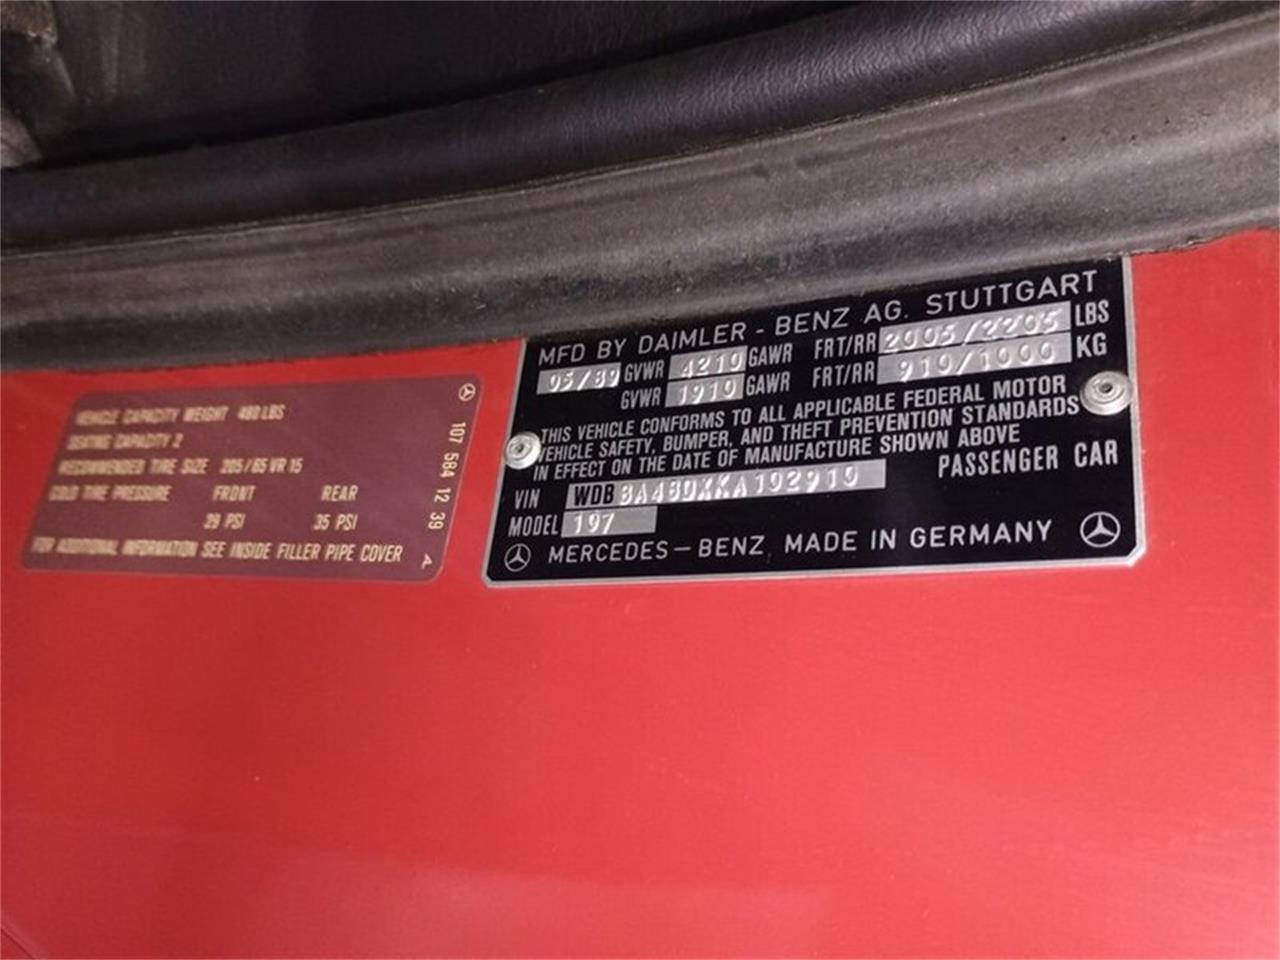 VEHICLE CAPACITY WEIGHT 480 LBS
SEATING CAPACITY 2
RECOMMENDED TIRE SIZE 205/65 VR 15
COLD TIRE PRESSURE FRONT REAR
29 PSI 35 PSI
FOR ADDITIONAL INFORMATION SEE INSIDE FILLER PIPE COVER
107 584 12 39 A
MFD BY DAIMLER - BENZ AG. STUTTGART
05/89 GVWR 4210 GAWR FRT/RR 2005/2205 LBS
GVWR 1910 GAWR FRT/RR 910/1000 KG
THIS VEHICLE CONFORMS TO ALL APPLICABLE FEDERAL MOTOR
VEHICLE SAFETY, BUMPER, AND THEFT PREVENTION STANDARDS
IN EFFECT ON THE DATE OF MANUFACTURE SHOWN ABOVE
VIN WDB PASSENGER CAR
MODEL 197
MERCEDES-BENZ, MADE IN GERMANY